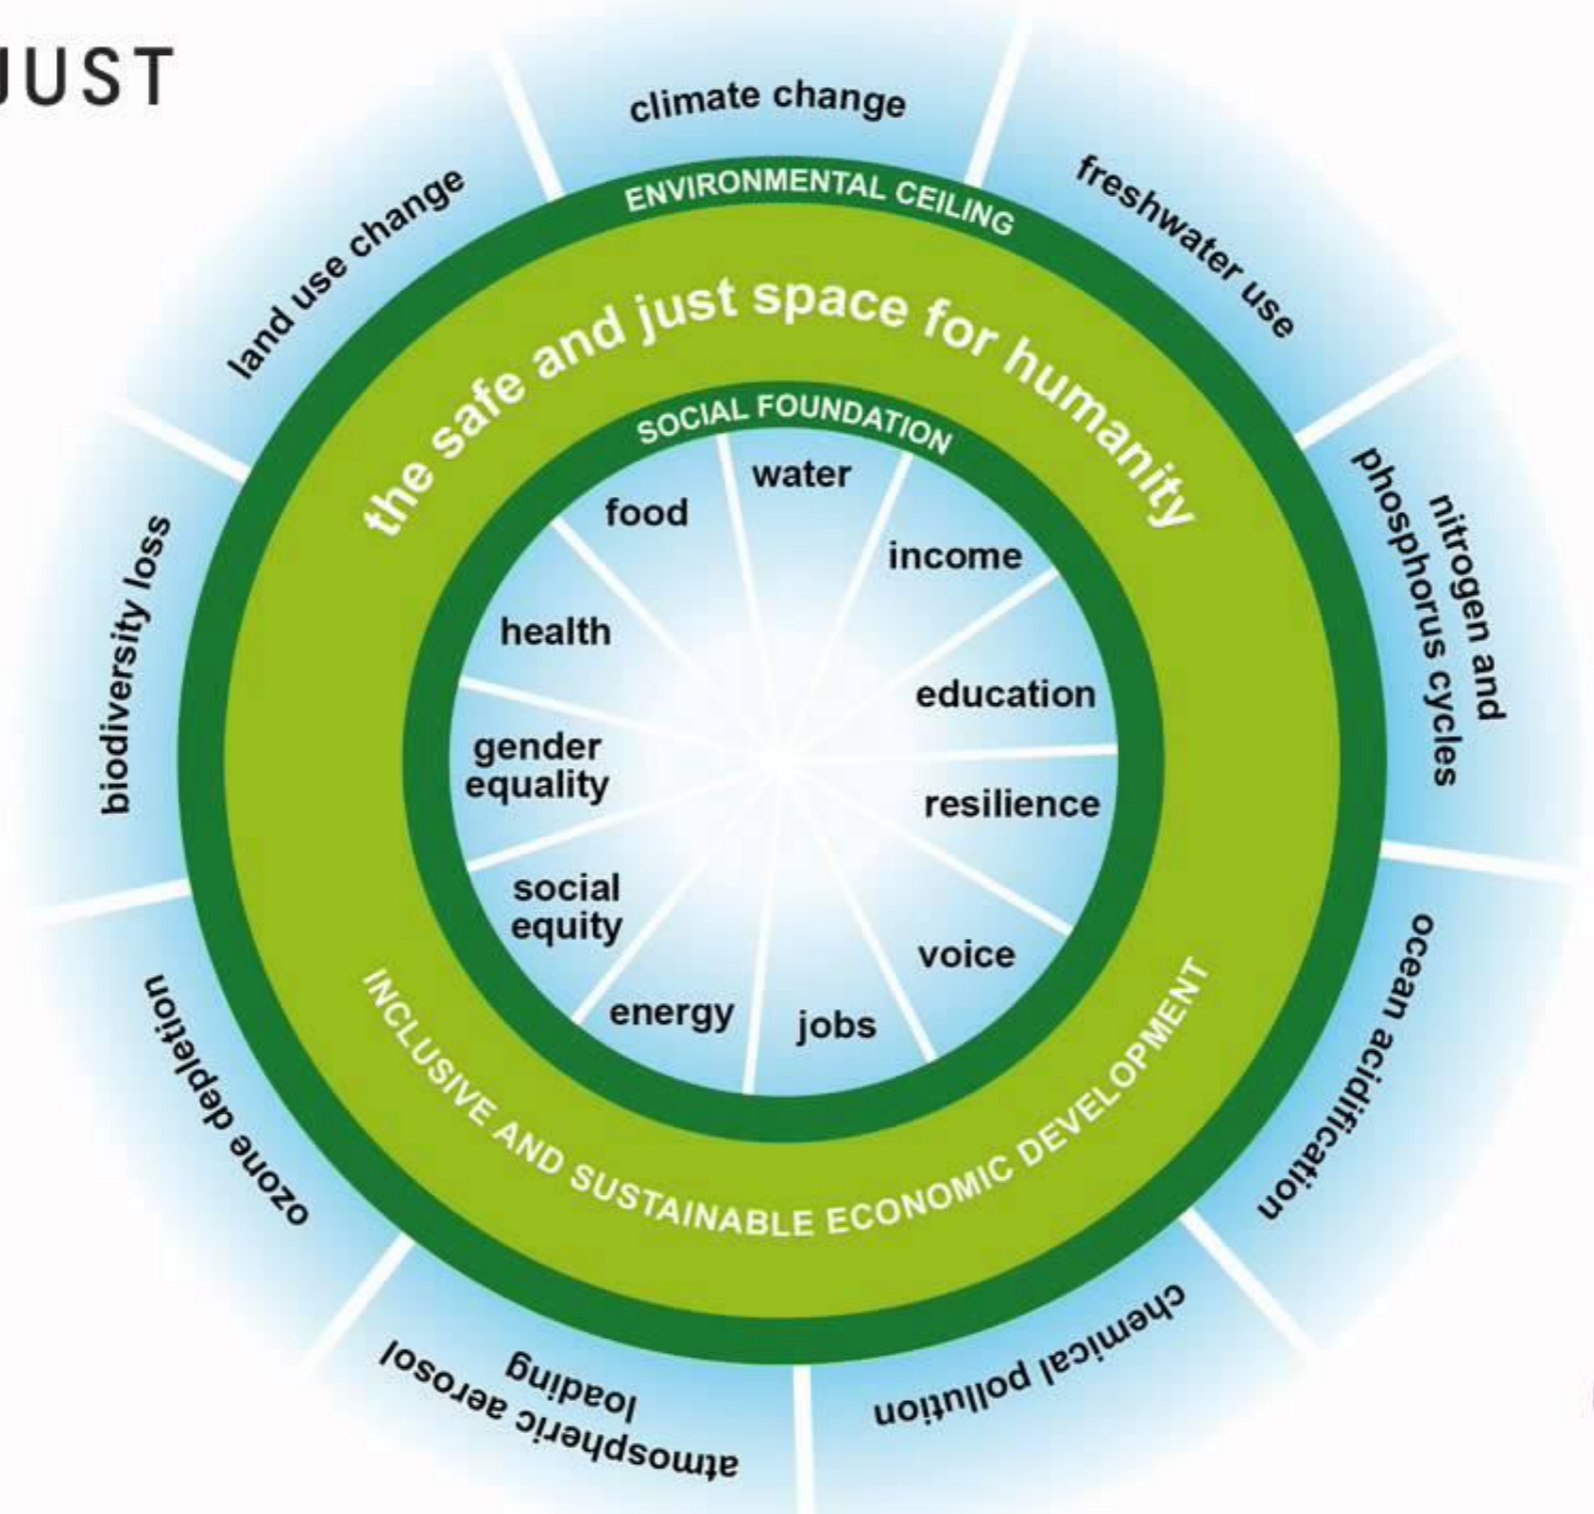 JUST
climate change
freshwater use
nitrogen and
phosphorus cycles
ocean acidification
chemical pollution
atmospheric aerosol
loading
ozone depletion
biodiversity loss
land use change
ENVIRONMENTAL CEILING
the safe and just space for humanity
SOCIAL FOUNDATION
water
income
education
resilience
voice
jobs
energy
social
equity
gender
equality
health
food
INCLUSIVE AND SUSTAINABLE ECONOMIC DEVELOPMENT